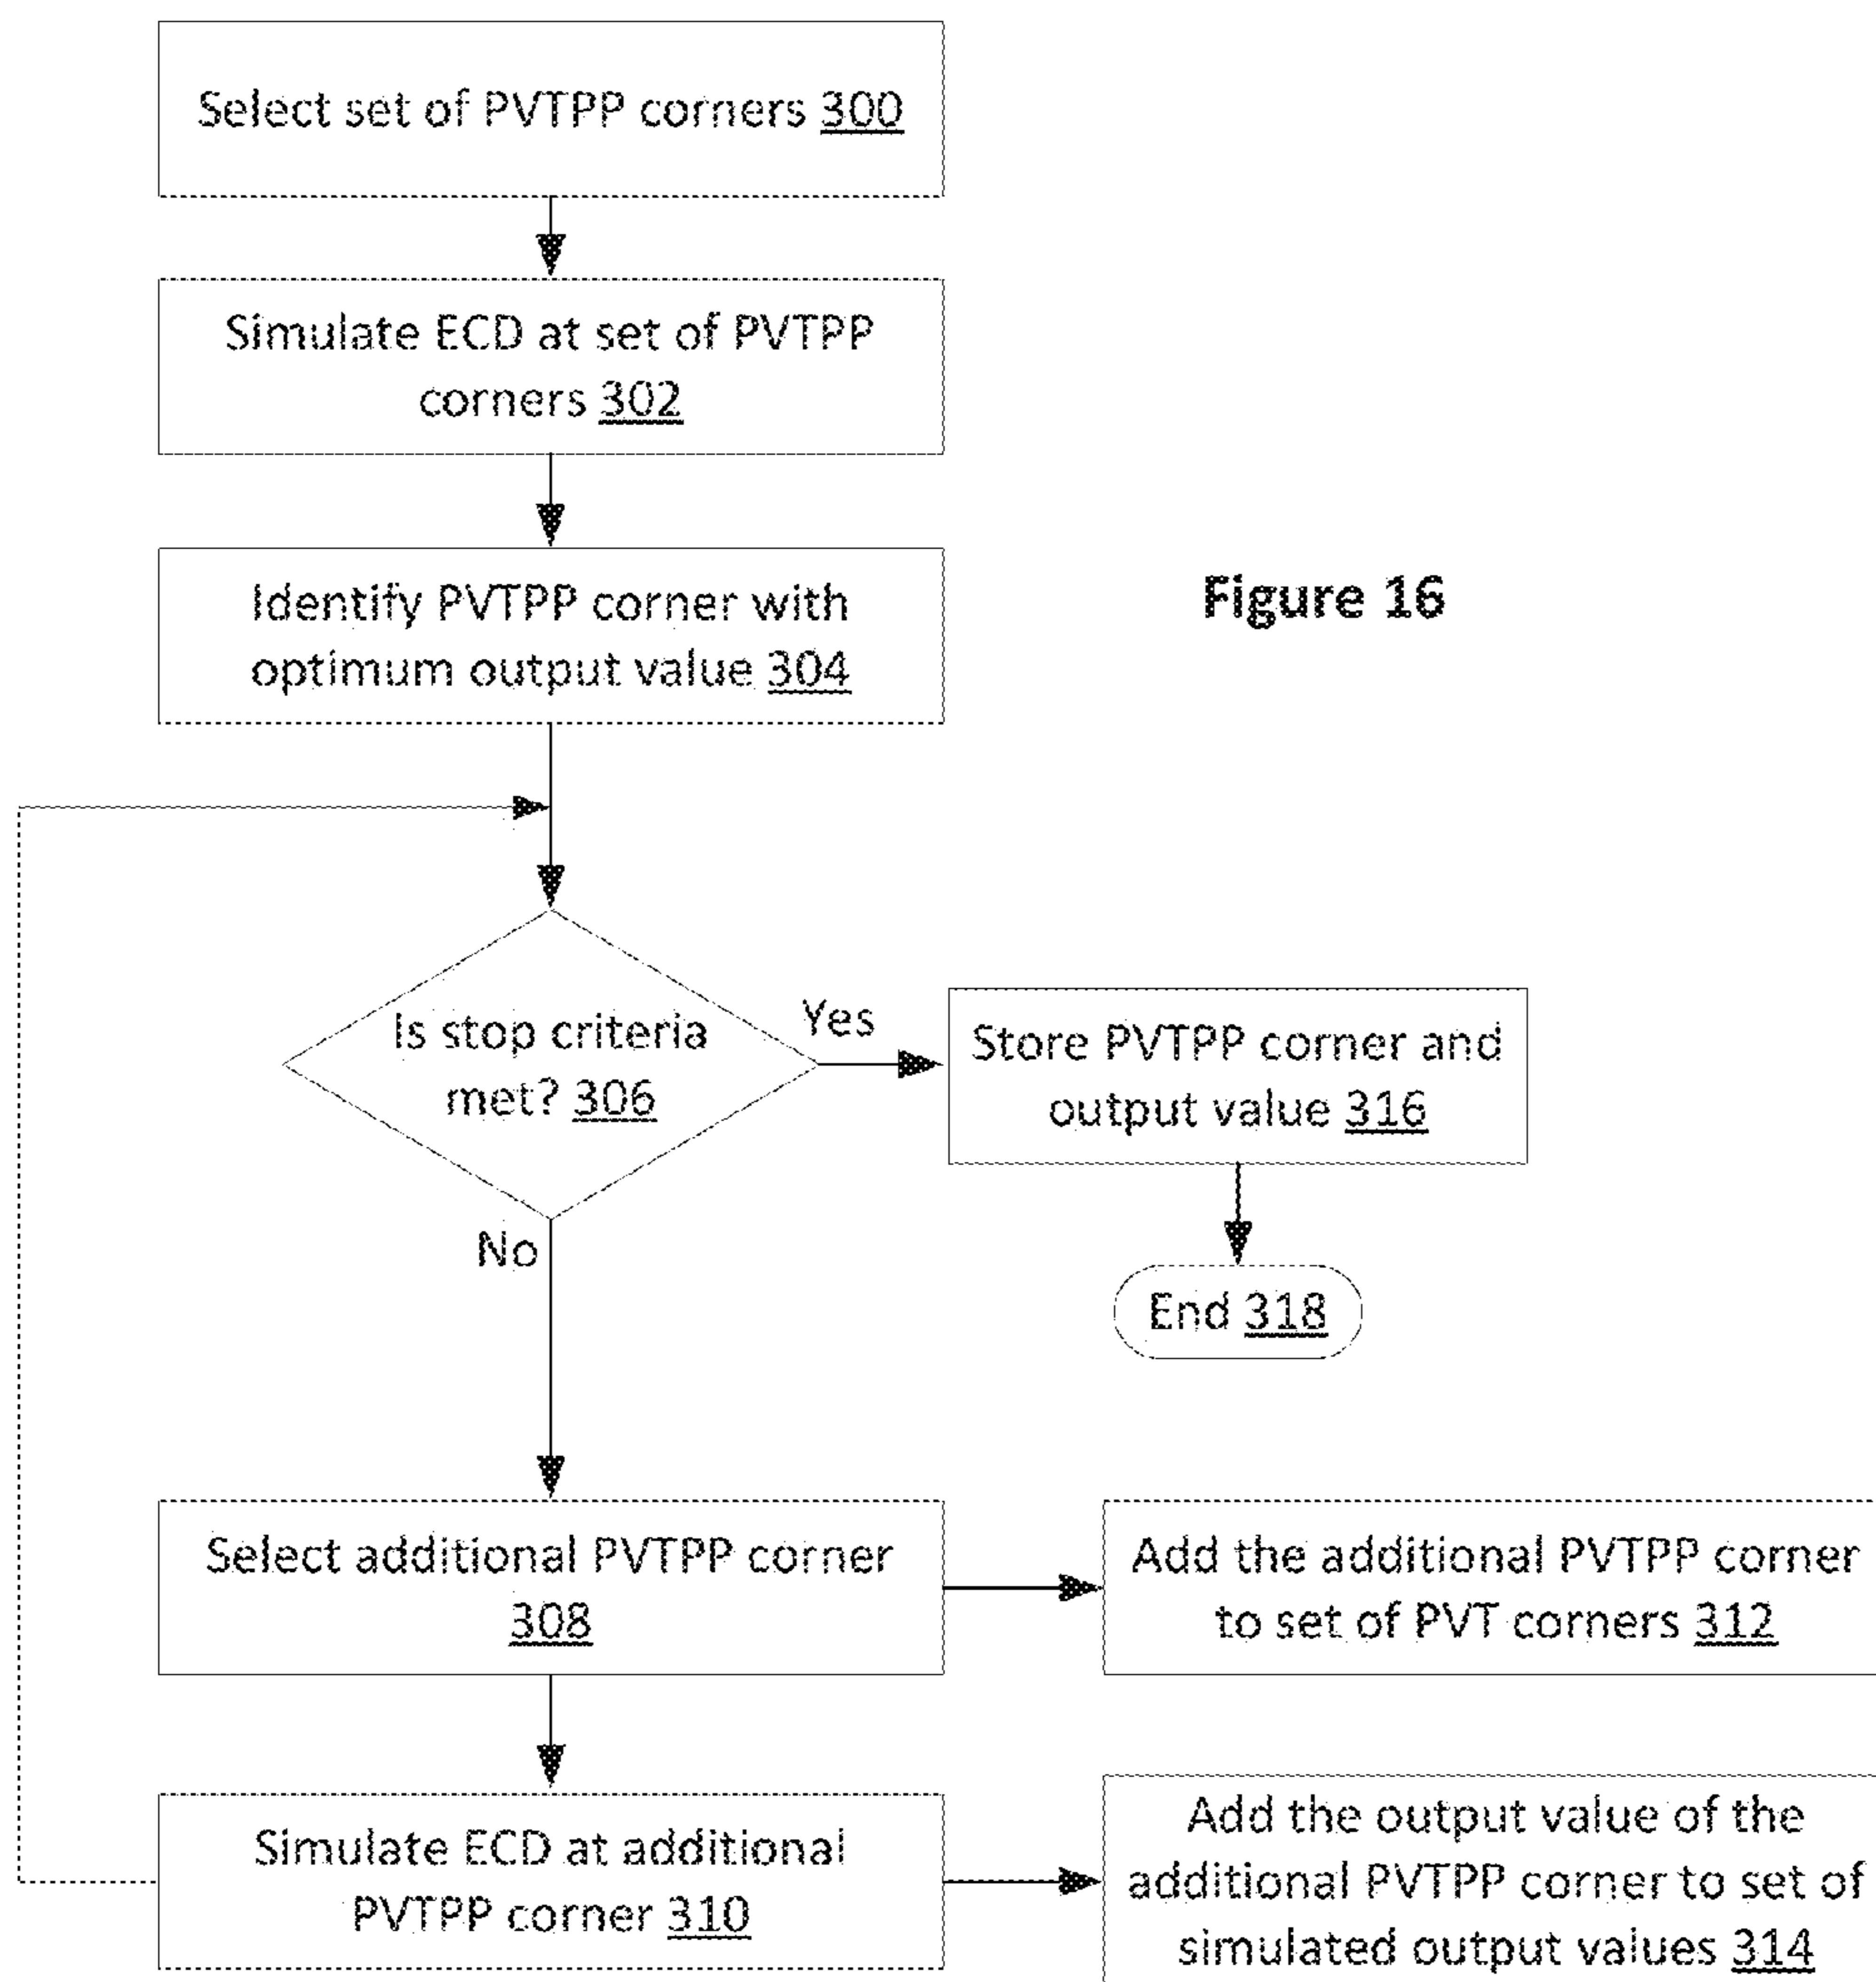 Select set of PVTPP corners 300
Simulate ECD at set of PVTPP
corners 302
Identify PVTPP corner with
optimum output value 304
Figure 16
Is stop criteria
met? 306
Yes
Store PVTPP corner and
output value 316
No
End 318
Select additional PVTPP corner
308
Add the additional PVTPP corner
to set of PVT corners 312
Simulate ECD at additional
PVTPP corner 310
Add the output value of the
additional PVTPP corner to set of
simulated output values 314